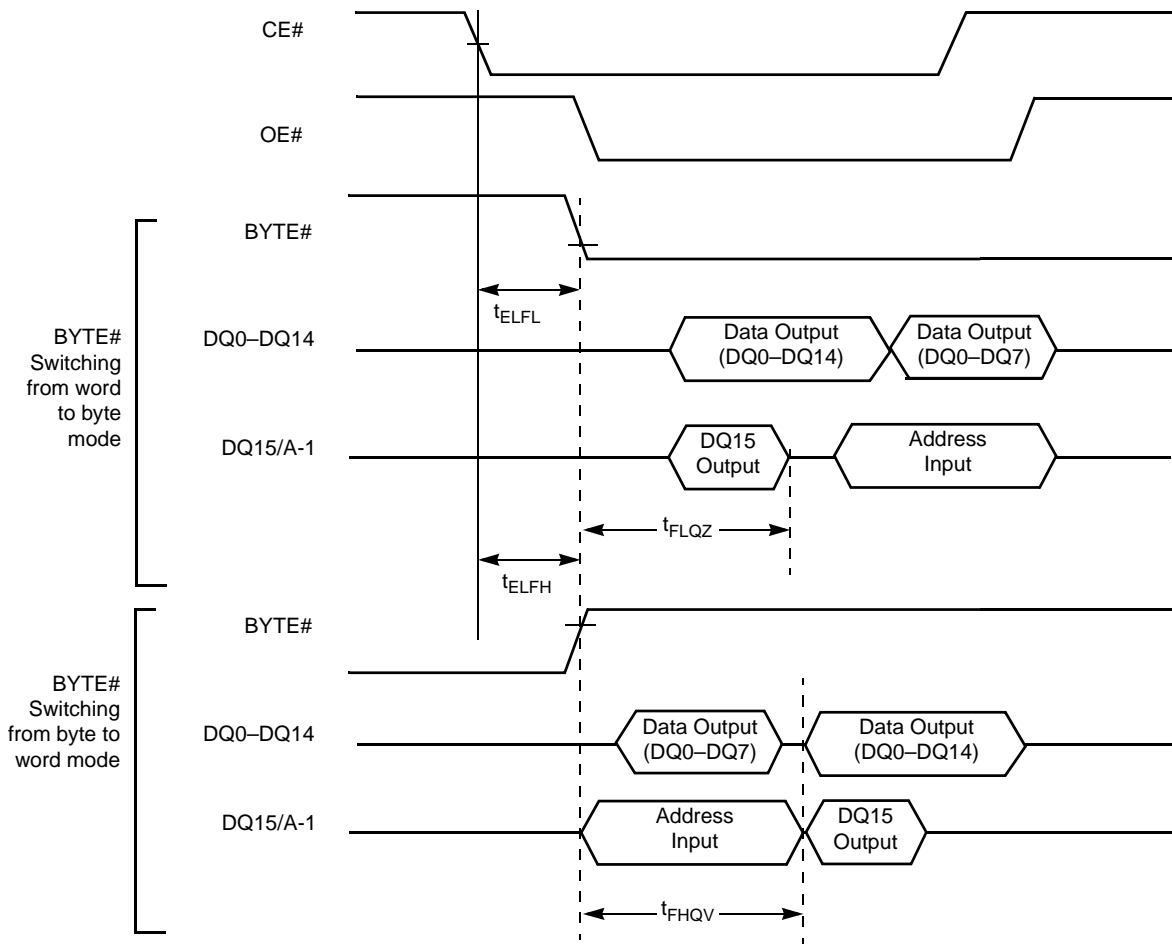 CE#
OE#
BYTE#
tELFL
BYTE#
Switching
from word
to byte
mode
DQ0–DQ14
Data Output
(DQ0–DQ14)
Data Output
(DQ0–DQ7)
DQ15/A-1
DQ15
Output
Address
Input
tFLQZ
tELFH
BYTE#
BYTE#
Switching
from byte to
word mode
DQ0–DQ14
Data Output
(DQ0–DQ7)
Data Output
(DQ0–DQ14)
DQ15/A-1
Address
Input
DQ15
Output
tFHQV